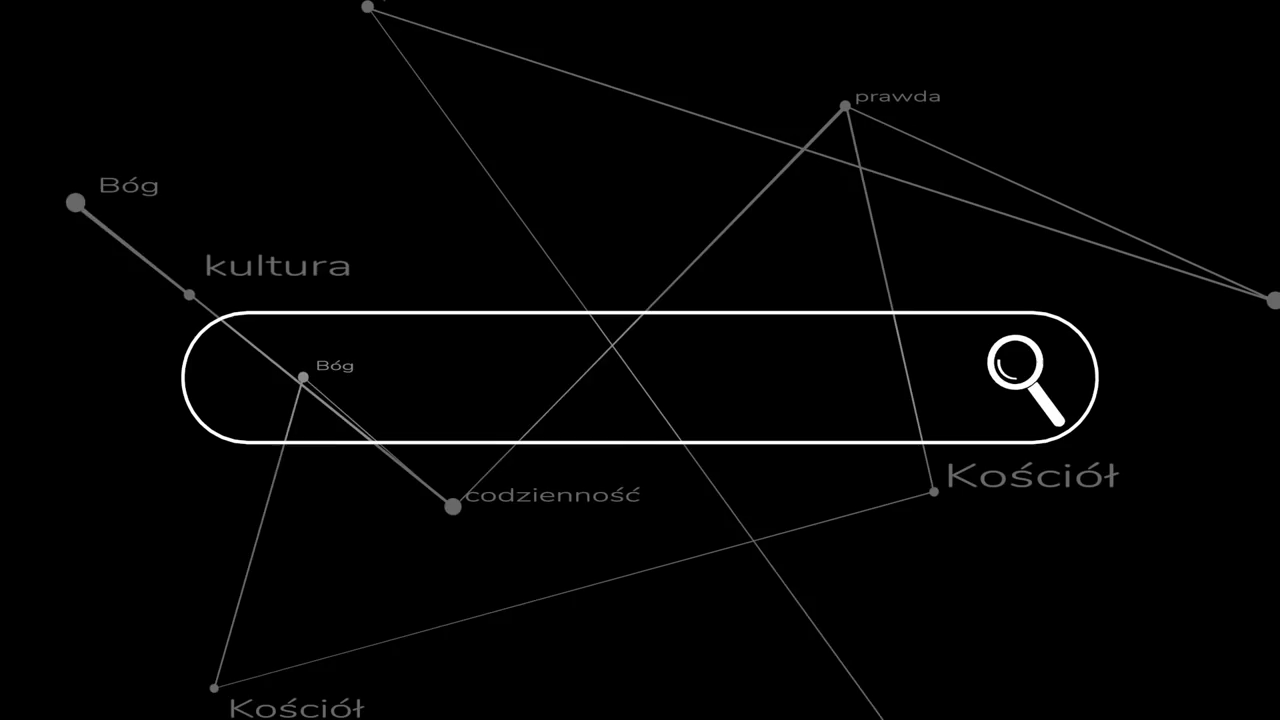 prawda
Bóg
kultura
Bóg
Kościół
codzienność
Kościół